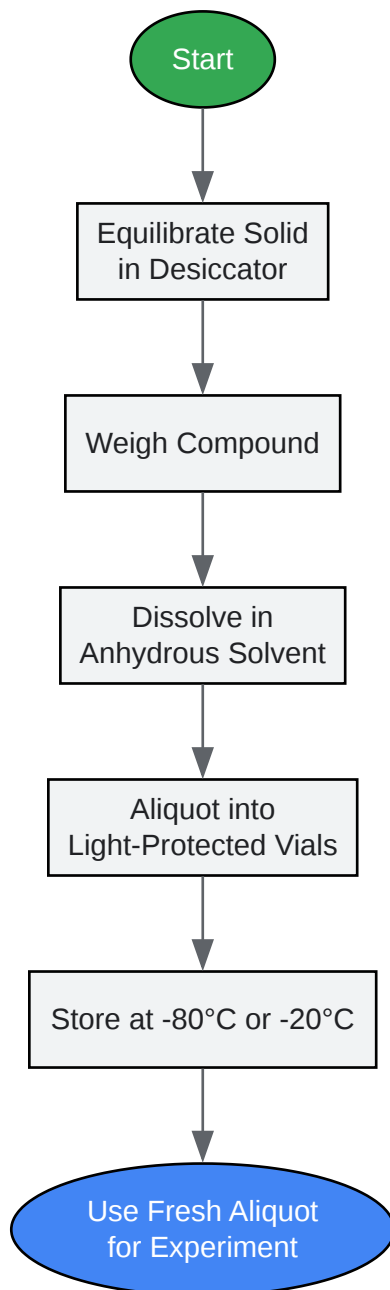 Start
Equilibrate Solid
in Desiccator
Weigh Compound
Dissolve in
Anhydrous Solvent
Aliquot into
Light-Protected Vials
Store at -80°C or -20°C
Use Fresh Aliquot
for Experiment